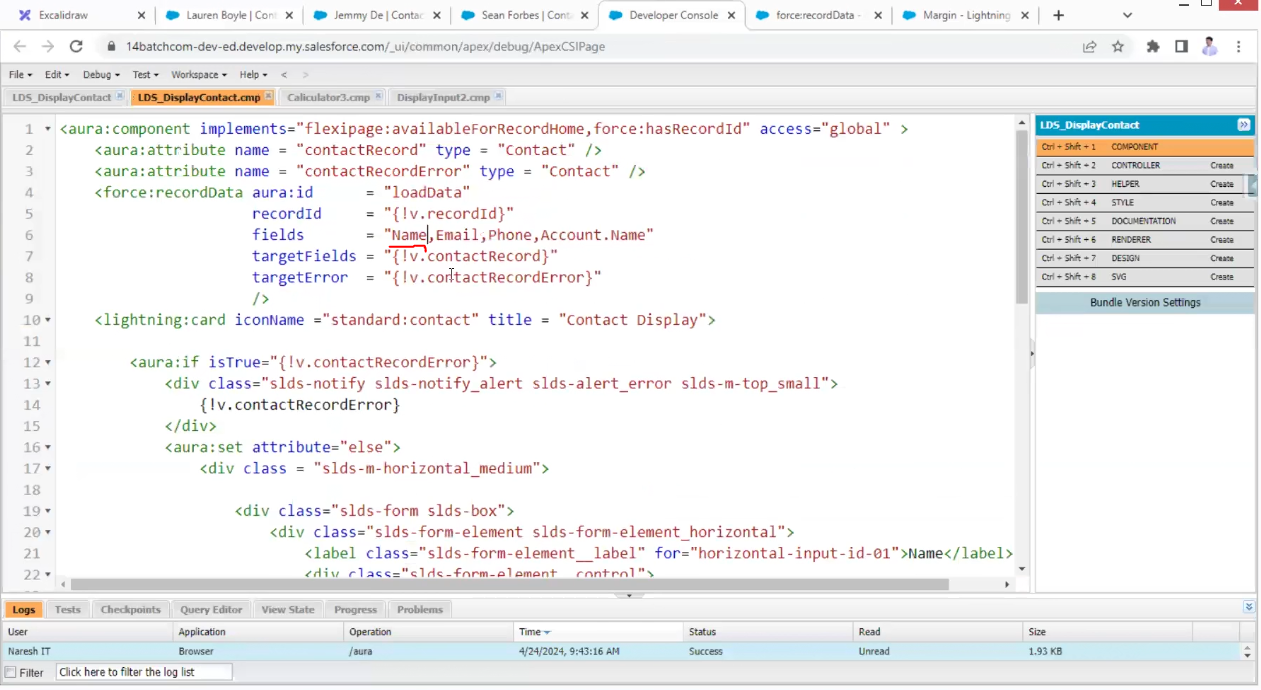 Excalidraw
Lauren Boyle | Cont
Jemmy De | Contac
Sean Forbes | Conta
Developer Console
force:recordData -
Margin - Lightning
14batchcom-dev-ed.develop.my.salesforce.com/_ui/common/apex/debug/ApexCSIPage
File Edit Debug Test Workspace Help < >
LDS_DisplayContact LDS_DisplayContact.cmp Caliculator3.cmp DisplayInput2.cmp
1 <aura:component implements="flexipage:availableForRecordHome,force:hasRecordId" access="global" >
2 <aura:attribute name = "contactRecord" type = "Contact" />
3 <aura:attribute name = "contactRecordError" type = "Contact" />
4 <force:recordData aura:id = "loadData"
5 recordId = "{!v.recordId}"
6 fields = "Name,Email,Phone,Account.Name"
7 targetFields = "{!v.contactRecord}"
8 targetError = "{!v.contactRecordError}"
9 />
10 <lightning:card iconName ="standard:contact" title = "Contact Display">
11
12 <aura:if isTrue="{!v.contactRecordError}">
13 <div class="slds-notify slds-notify_alert slds-alert_error slds-m-top_small">
14 {!v.contactRecordError}
15 </div>
16 <aura:set attribute="else">
17 <div class = "slds-m-horizontal_medium">
18
19 <div class="slds-form slds-box">
20 <div class="slds-form-element slds-form-element_horizontal">
21 <label class="slds-form-element__label" for="horizontal-input-id-01">Name</label>
22 <div class="slds-form-element__control">
LDS_DisplayContact
Ctrl + Shift + 1 COMPONENT
Ctrl + Shift + 2 CONTROLLER Create
Ctrl + Shift + 3 HELPER Create
Ctrl + Shift + 4 STYLE Create
Ctrl + Shift + 5 DOCUMENTATION Create
Ctrl + Shift + 6 RENDERER Create
Ctrl + Shift + 7 DESIGN Create
Ctrl + Shift + 8 SVG Create
Bundle Version Settings
Logs Tests Checkpoints Query Editor View State Progress Problems
User Application Operation Time Status Read Size
Naresh IT Browser /aura 4/24/2024, 9:43:16 AM Success Unread 1.93 KB
Filter Click here to filter the log list